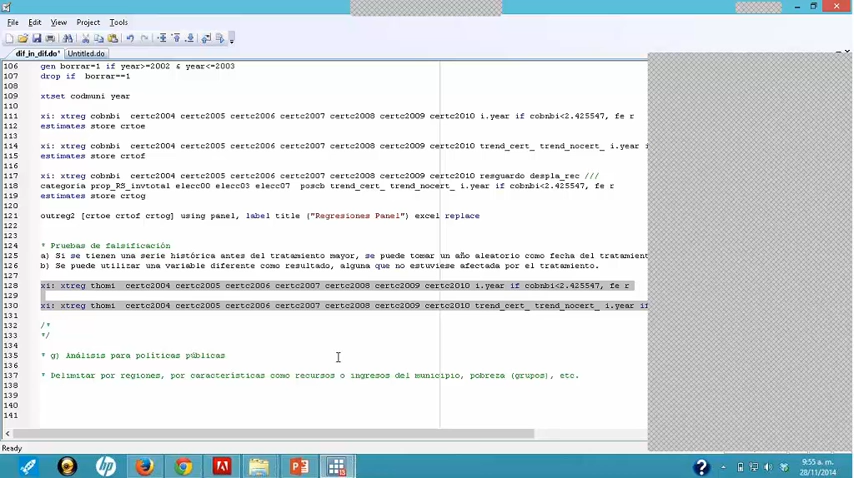 File Edit View Project Tools
dif_in_dif.do* Untitled.do
106 gen borrar=1 if year>=2002 & year<=2003
107 drop if borrar==1
108
109 xtset codmuni year
110
111 xi: xtreg cobnbi certc2004 certc2005 certc2006 certc2007 certc2008 certc2009 certc2010 i.year if cobnbi<2.425547, fe r
112 estimates store crtoe
113
114 xi: xtreg cobnbi certc2004 certc2005 certc2006 certc2007 certc2008 certc2009 certc2010 trend_cert_ trend_nocert_ i.year i
115 estimates store crtof
116
117 xi: xtreg cobnbi certc2004 certc2005 certc2006 certc2007 certc2008 certc2009 certc2010 resguardo despla_rec ///
118 categoria prop_RS_invtotal elecc00 elecc03 elecc07 poscb trend_cert_ trend_nocert_ i.year if cobnbi<2.425547, fe r
119 estimates store crtog
120
121 outreg2 [crtoe crtof crtog] using panel, label title ("Regresiones Panel") excel replace
122
123
124 * Pruebas de falsificación
125 a) Si se tienen una serie histórica antes del tratamiento mayor, se puede tomar un año aleatorio como fecha del tratamient
126 b) Se puede utilizar una variable diferente como resultado, alguna que no estuviese afectada por el tratamiento.
127
128 xi: xtreg thomi certc2004 certc2005 certc2006 certc2007 certc2008 certc2009 certc2010 i.year if cobnbi<2.425547, fe r
129
130 xi: xtreg thomi certc2004 certc2005 certc2006 certc2007 certc2008 certc2009 certc2010 trend_cert_ trend_nocert_ i.year if
131
132 /*
133 */
134
135 * g) Análisis para políticas públicas
136
137 * Delimitar por regiones, por características como recursos o ingresos del municipio, pobreza (grupos), etc.
138
139
140
141
Ready
9:55 a. m.
28/11/2014